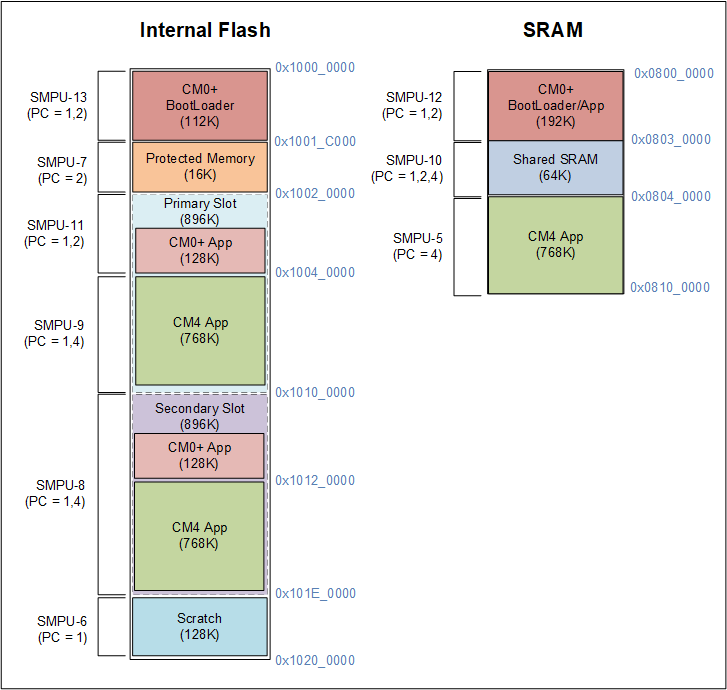 Internal Flash
SMPU-13
(PC = 1,2)
CM0+
BootLoader
(112K)
0x1000_0000
0x1001_C000
SMPU-7
(PC = 2)
Protected Memory
(16K)
0x1002_0000
SMPU-11
(PC = 1,2)
Primary Slot
(896K)
CM0+ App
(128K)
0x1004_0000
SMPU-9
(PC = 1,4)
CM4 App
(768K)
0x1010_0000
SMPU-8
(PC = 1,4)
Secondary Slot
(896K)
CM0+ App
(128K)
0x1012_0000
CM4 App
(768K)
0x101E_0000
SMPU-6
(PC = 1)
Scratch
(128K)
0x1020_0000
SRAM
0x0800_0000
SMPU-12
(PC = 1,2)
CM0+
BootLoader/App
(192K)
0x0803_0000
SMPU-10
(PC = 1,2,4)
Shared SRAM
(64K)
0x0804_0000
SMPU-5
(PC = 4)
CM4 App
(768K)
0x0810_0000